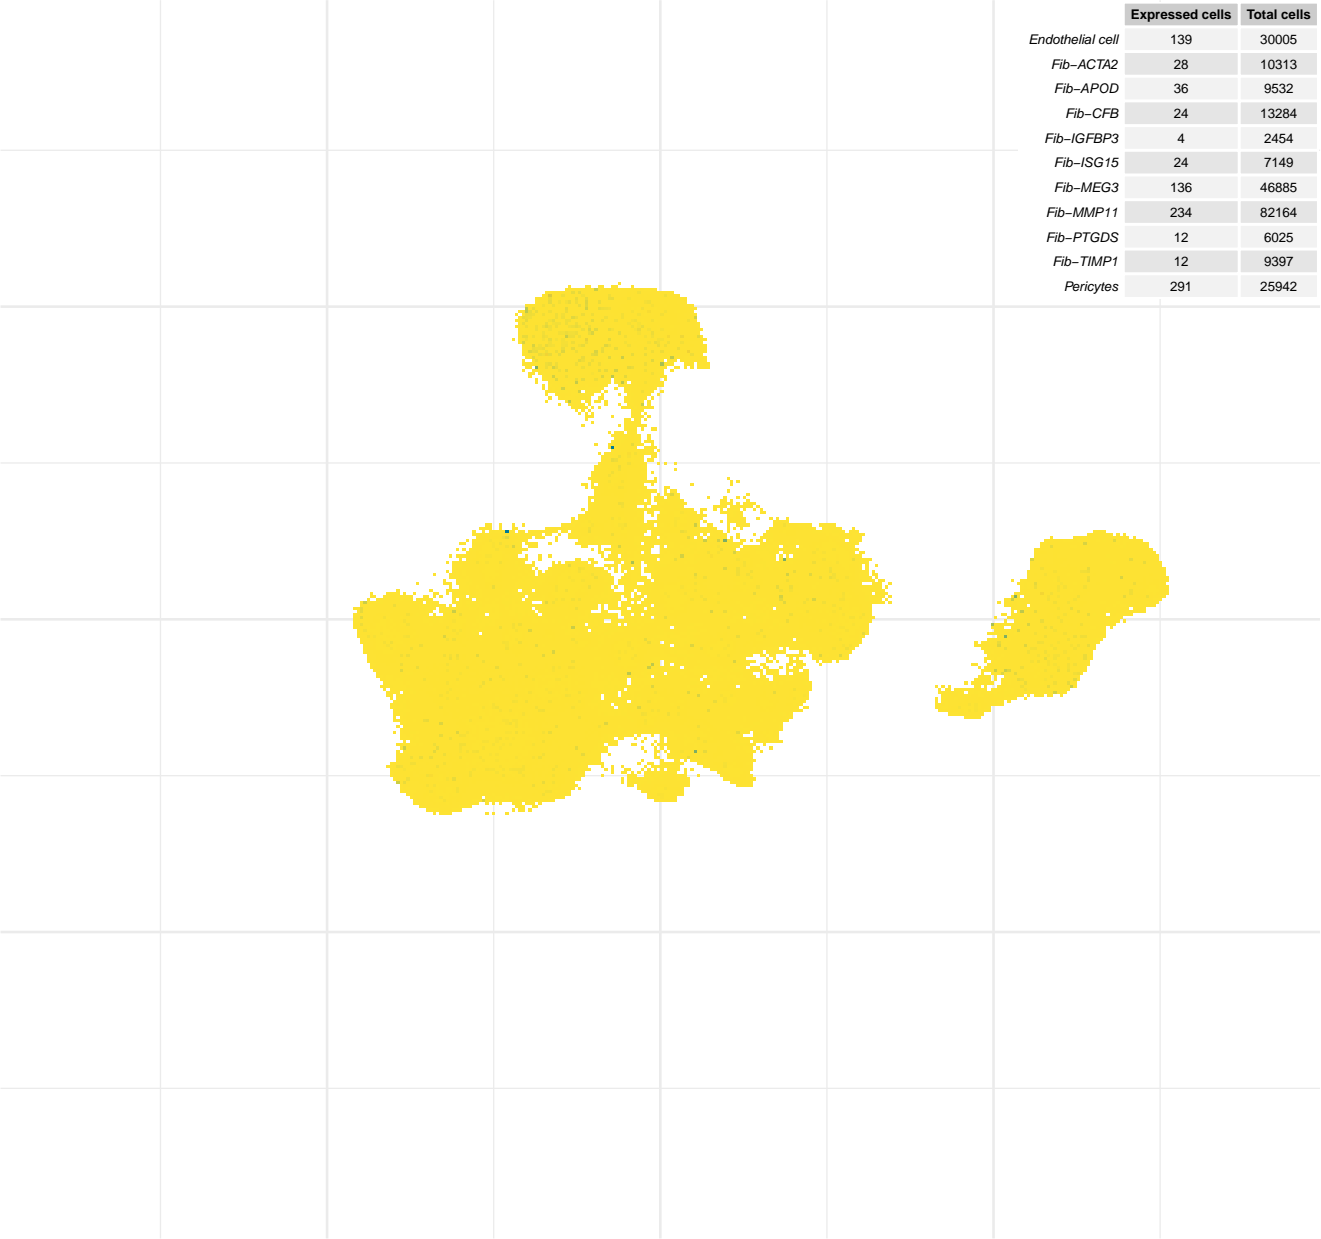 Expressed cells Total cells
Endothelial cell 139 30005
Fib−ACTA2 28 10313
Fib−APOD 36 9532
Fib−CFB 24 13284
Fib−IGFBP3 4 2454
Fib−ISG15 24 7149
Fib−MEG3 136 46885
Fib−MMP11 234 82164
Fib−PTGDS 12 6025
Fib−TIMP1 12 9397
Pericytes 291 25942